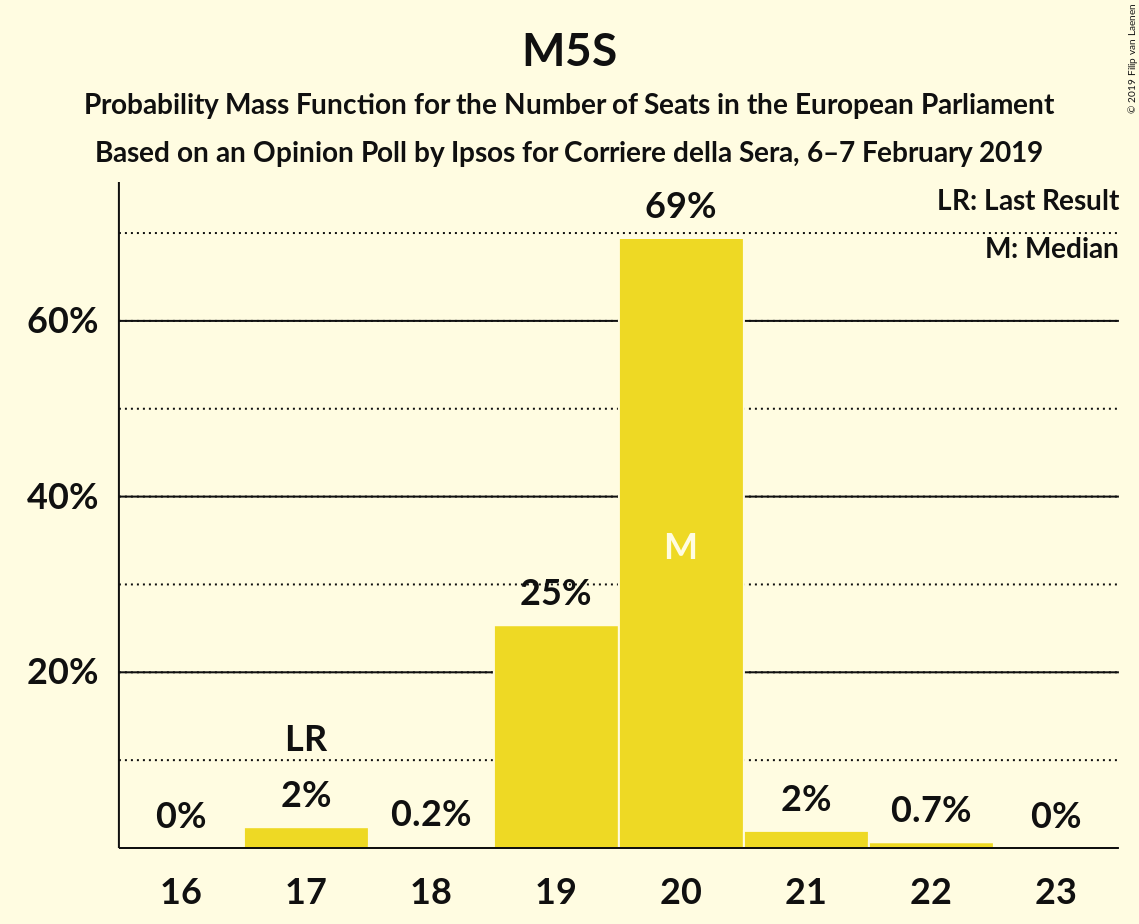 M5S
Probability Mass Function for the Number of Seats in the European Parliament
Based on an Opinion Poll by Ipsos for Corriere della Sera, 6–7 February 2019
© 2019 Filip van Laenen
LR: Last Result
M: Median
69%
60%
40%
M
25%
20%
LR
0%
2%
0.2%
2%
0.7%
0%
16 17 18 19 20 21 22 23